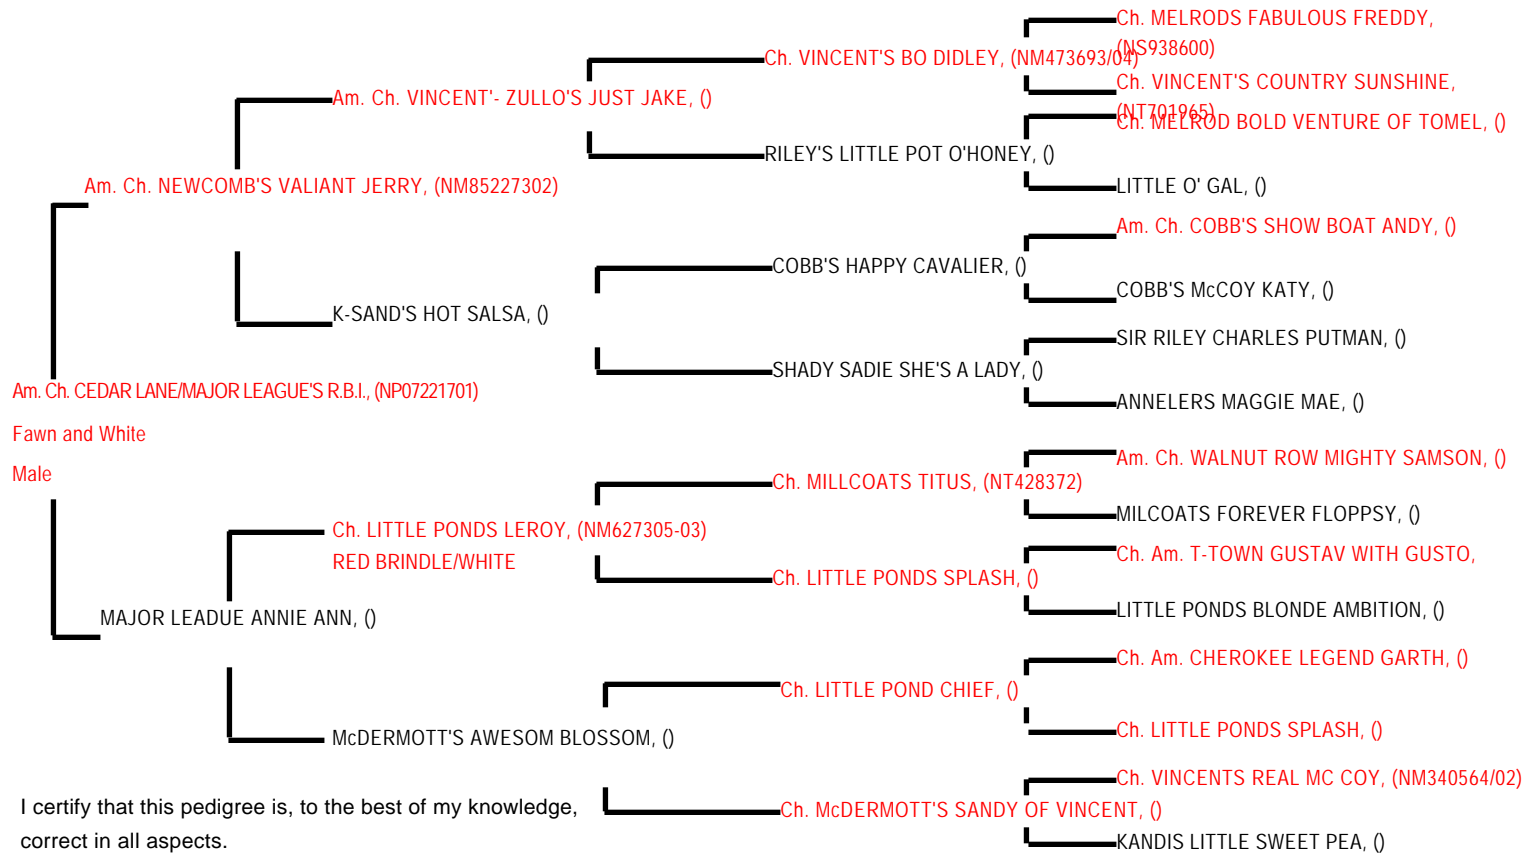 Ch. MELRODS FABULOUS FREDDY,
(NS938600)
Ch. VINCENT'S BO DIDLEY, (NM473693/04)
Ch. VINCENT'S COUNTRY SUNSHINE,
(NT701965)
Am. Ch. VINCENT'- ZULLO'S JUST JAKE, ()
Ch. MELROD BOLD VENTURE OF TOMEL, ()
RILEY'S LITTLE POT O'HONEY, ()
LITTLE O' GAL, ()
Am. Ch. NEWCOMB'S VALIANT JERRY, (NM85227302)
Am. Ch. COBB'S SHOW BOAT ANDY, ()
COBB'S HAPPY CAVALIER, ()
COBB'S McCOY KATY, ()
K-SAND'S HOT SALSA, ()
SIR RILEY CHARLES PUTMAN, ()
SHADY SADIE SHE'S A LADY, ()
ANNELERS MAGGIE MAE, ()
Am. Ch. CEDAR LANE/MAJOR LEAGUE'S R.B.I., (NP07221701)
Fawn and White
Male
Am. Ch. WALNUT ROW MIGHTY SAMSON, ()
Ch. MILLCOATS TITUS, (NT428372)
MILCOATS FOREVER FLOPPSY, ()
Ch. LITTLE PONDS LEROY, (NM627305-03)
RED BRINDLE/WHITE
Ch. Am. T-TOWN GUSTAV WITH GUSTO,
Ch. LITTLE PONDS SPLASH, ()
LITTLE PONDS BLONDE AMBITION, ()
MAJOR LEADUE ANNIE ANN, ()
Ch. Am. CHEROKEE LEGEND GARTH, ()
Ch. LITTLE POND CHIEF, ()
Ch. LITTLE PONDS SPLASH, ()
McDERMOTT'S AWESOM BLOSSOM, ()
Ch. VINCENTS REAL MC COY, (NM340564/02)
Ch. McDERMOTT'S SANDY OF VINCENT, ()
KANDIS LITTLE SWEET PEA, ()
I certify that this pedigree is, to the best of my knowledge,
correct in all aspects.